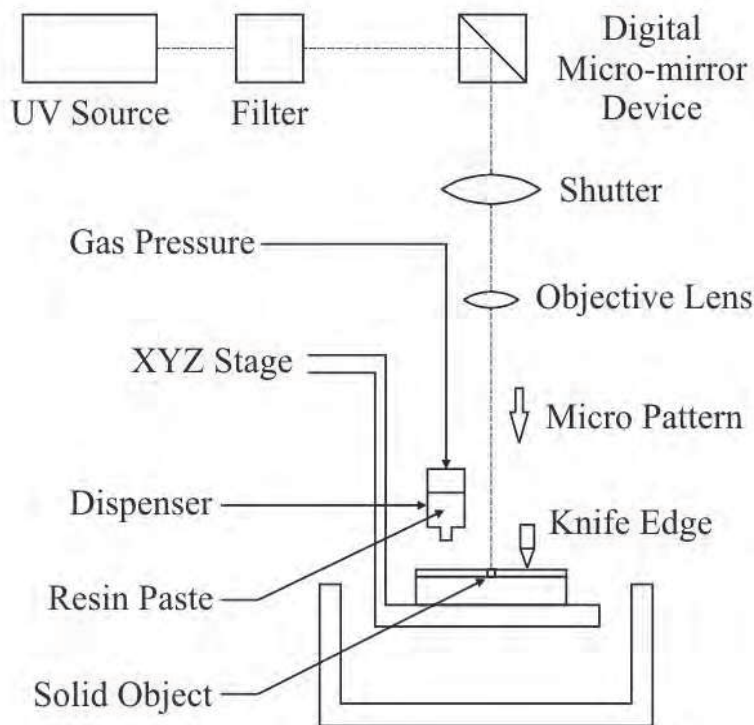 UV Source
Filter
Digital
Micro-mirror
Device
Shutter
Gas Pressure
Objective Lens
XYZ Stage
Micro Pattern
Dispenser
Knife Edge
Resin Paste
Solid Object